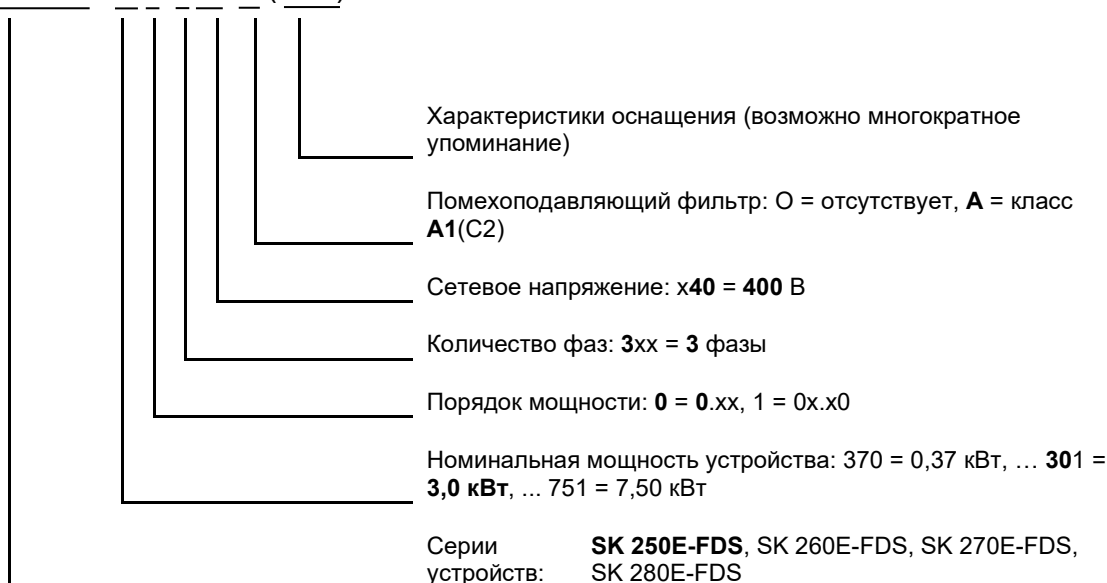 Характеристики оснащения (возможно многократное
упоминание)
Помехоподавляющий фильтр: O = отсутствует, A = класс
A1(C2)
Сетевое напряжение: x40 = 400 В
Количество фаз: 3xx = 3 фазы
Порядок мощности: 0 = 0.xx, 1 = 0x.x0
Номинальная мощность устройства: 370 = 0,37 кВт, … 301 =
3,0 кВт, ... 751 = 7,50 кВт
Серии SK 250E-FDS, SK 260E-FDS, SK 270E-FDS,
устройств: SK 280E-FDS